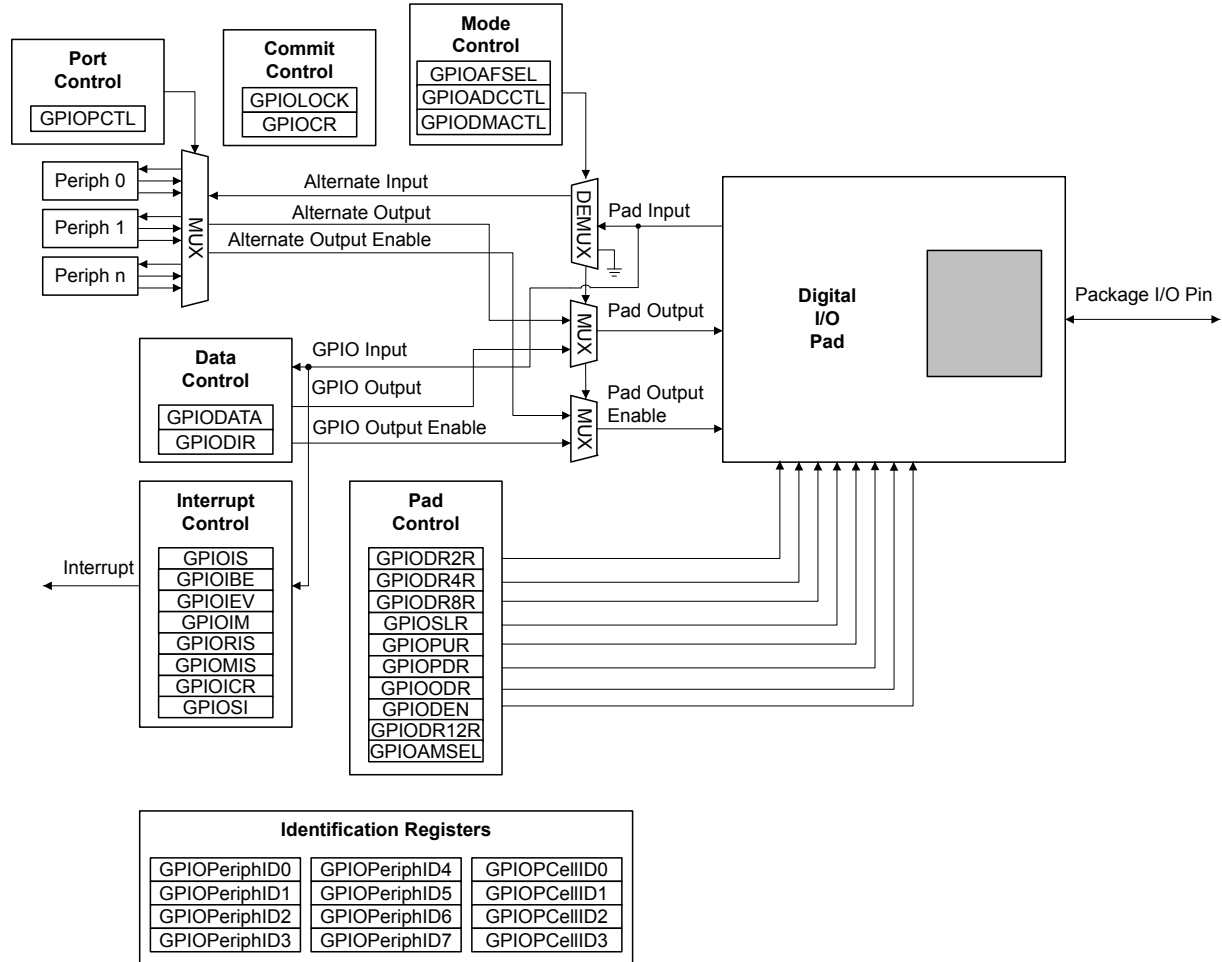 Port
Control
GPIOPCTL
Commit
Control
GPIOLOCK
GPIOCR
Mode
Control
GPIOAFSEL
GPIOADCCTL
GPIODMACTL
Periph 0
Periph 1
Periph n
MUX
Alternate Input
Alternate Output
Alternate Output Enable
DEMUX
Pad Input
MUX
Pad Output
MUX
Pad Output
Enable
Digital
I/O
Pad
Package I/O Pin
Data
Control
GPIODATA
GPIODIR
GPIO Input
GPIO Output
GPIO Output Enable
Interrupt
Control
GPIOIS
GPIOIBE
GPIOIEV
GPIOIM
GPIORIS
GPIOMIS
GPIOICR
GPIOSI
Interrupt
Pad
Control
GPIODR2R
GPIODR4R
GPIODR8R
GPIOSLR
GPIOPUR
GPIOPDR
GPIOODR
GPIODEN
GPIODR12R
GPIOAMSEL
Identification Registers
GPIOPeriphID0
GPIOPeriphID1
GPIOPeriphID2
GPIOPeriphID3
GPIOPeriphID4
GPIOPeriphID5
GPIOPeriphID6
GPIOPeriphID7
GPIOPCellID0
GPIOPCellID1
GPIOPCellID2
GPIOPCellID3